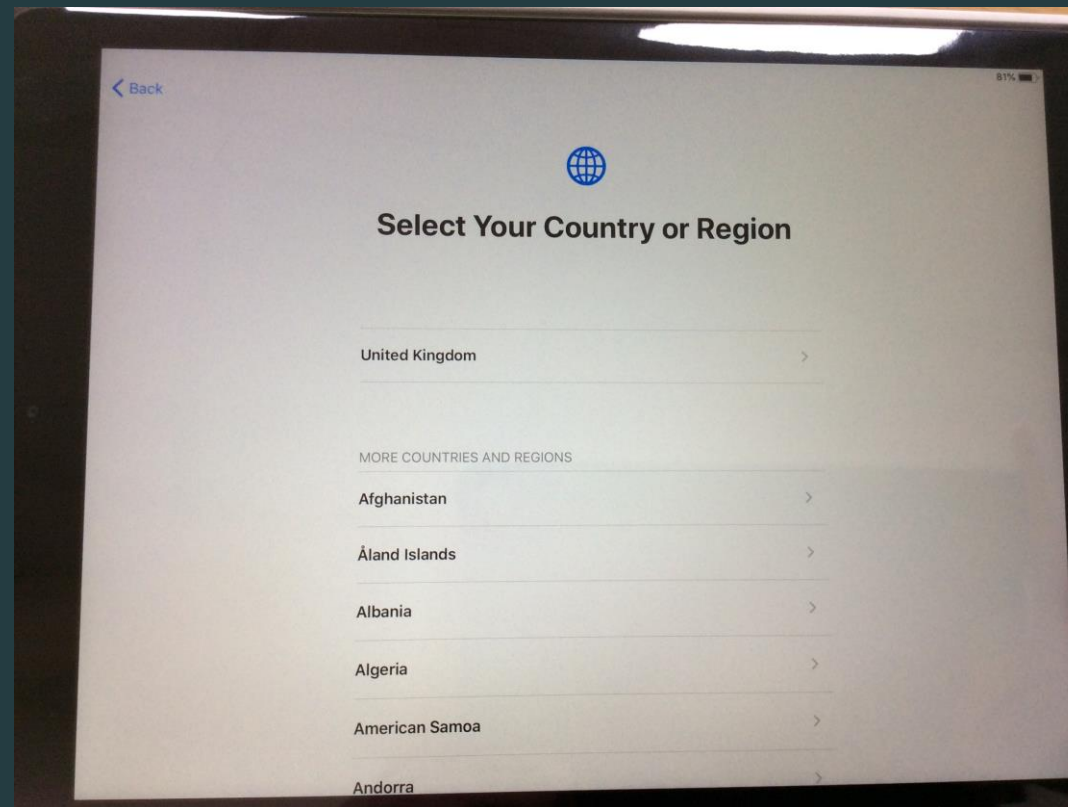 Back
81%
Select Your Country or Region
United Kingdom
MORE COUNTRIES AND REGIONS
Afghanistan
Åland Islands
Albania
Algeria
American Samoa
Andorra